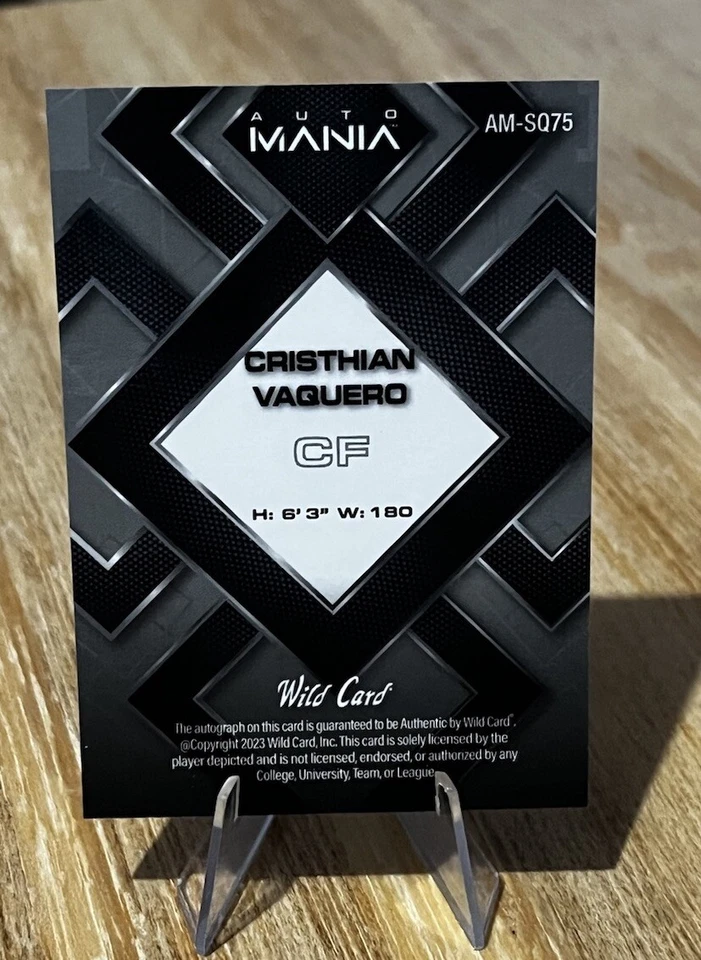 AUTO
MANIA™
AM-SQ75
CRISTHIAN
VAQUERO
CF
H: 6' 3" W: 180
Wild Card
The autograph on this card is guaranteed to be Authentic by Wild Card.
@Copyright 2023 Wild Card, Inc. This card is solely licensed by the
player depicted and is not licensed, endorsed, or authorized by any
College, University, Team, or League.